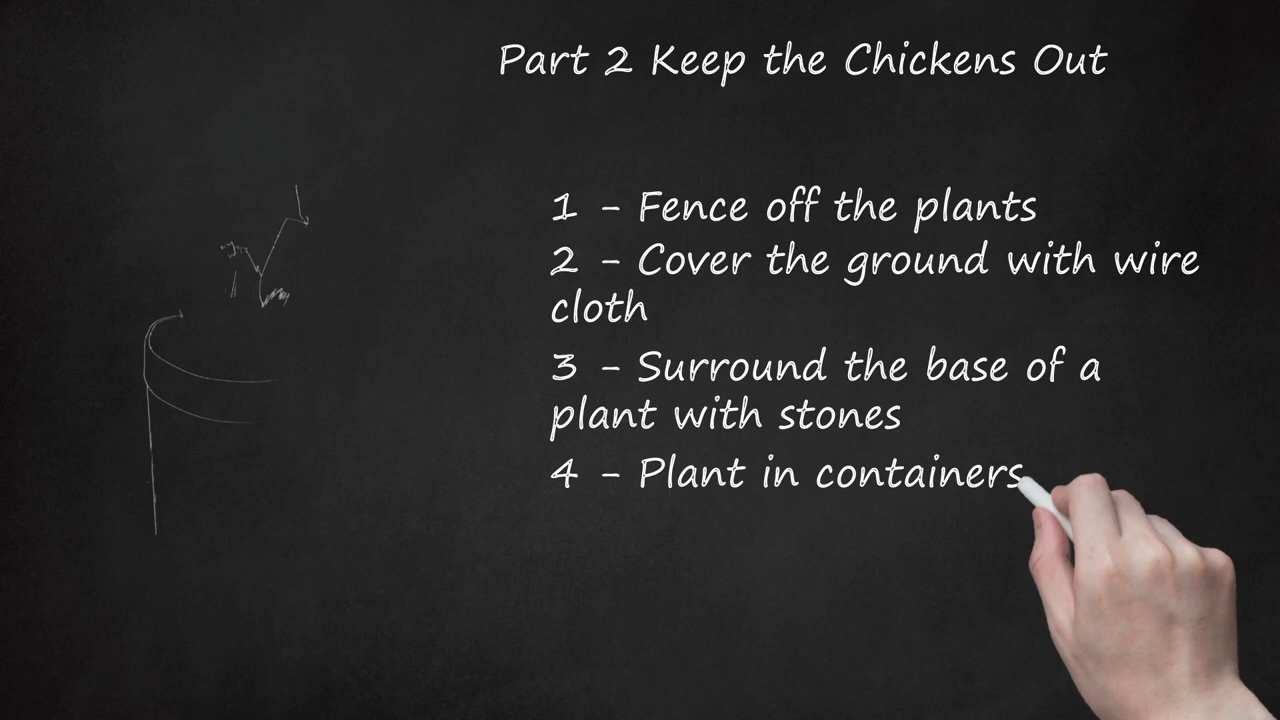 Part 2 Keep the Chickens Out
1 - Fence off the plants
2 - Cover the ground with wire
cloth
3 - Surround the base of a
plant with stones
4 - Plant in containers